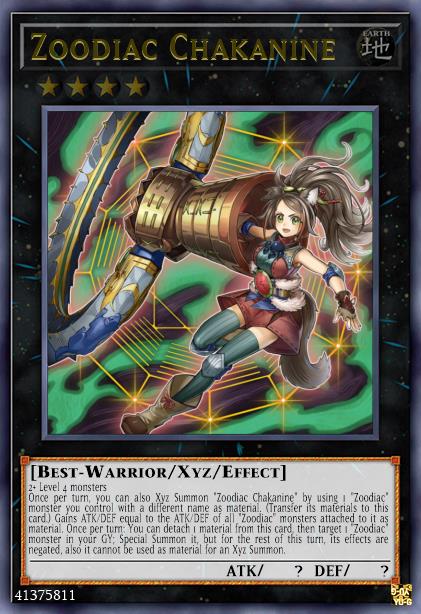 Zoodiac Chakanine
EARTH
地
[Best-Warrior/Xyz/Effect]
2+ Level 4 monsters
Once per turn, you can also Xyz Summon "Zoodiac Chakanine" by using 1 "Zoodiac"
monster you control with a different name as material. (Transfer its materials to this
card.) Gains ATK/DEF equal to the ATK/DEF of all "Zoodiac" monsters attached to it as
material. Once per turn: You can detach 1 material from this card, then target 1 "Zoodiac"
monster in your GY; Special Summon it, but for the rest of this turn, its effects are
negated, also it cannot be used as material for an Xyz Summon.
ATK/ ? DEF/ ?
41375811